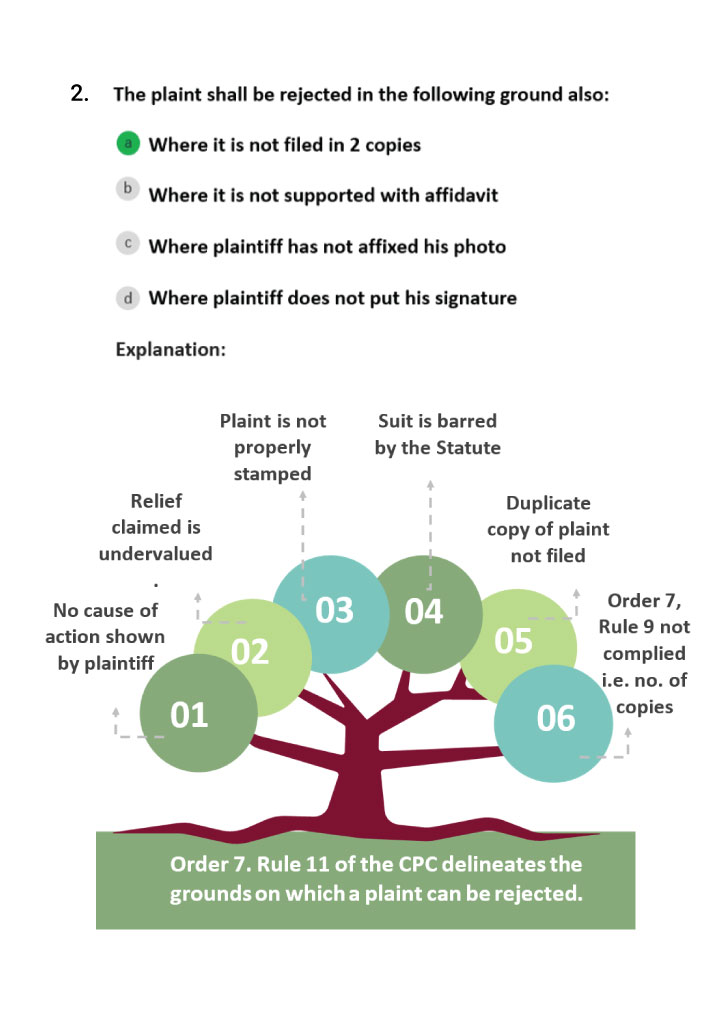 2. The plaint shall be rejected in the following ground also:
a Where it is not filed in 2 copies
b Where it is not supported with affidavit
c Where plaintiff has not affixed his photo
d Where plaintiff does not put his signature
Explanation:
Plaint is not
properly
stamped
Suit is barred
by the Statute
Relief
claimed is
undervalued
.
Duplicate
copy of plaint
not filed
No cause of
action shown
by plaintiff
Order 7,
Rule 9 not
complied
i.e. no. of
copies
01
02
03
04
05
06
Order 7. Rule 11 of the CPC delineates the
grounds on which a plaint can be rejected.